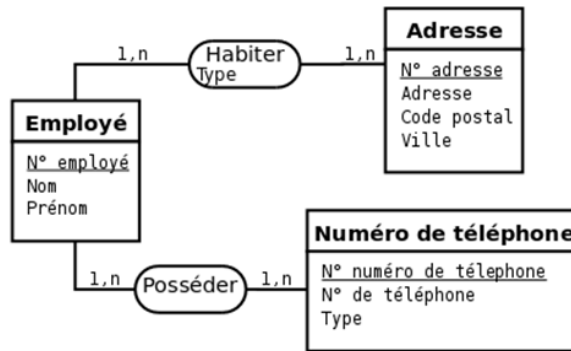 Adresse
1,n
Habiter
Type
1,n
N° adresse
Adresse
Code postal
Ville
Employé
N° employé
Nom
Prénom
Numéro de téléphone
N° numéro de télephone
N° de téléphone
Type
1,n
Posséder
1,n